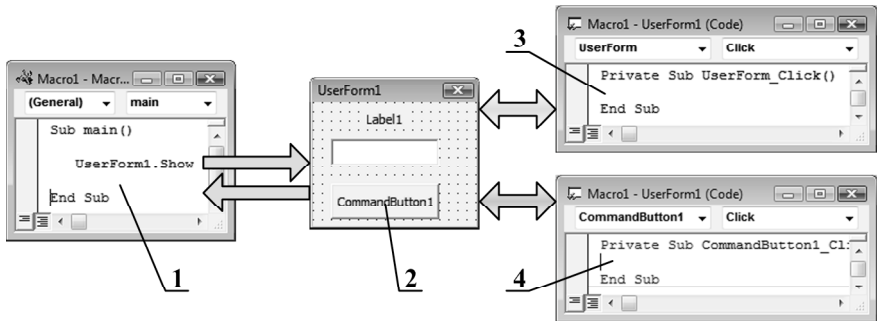 Macro1 - Macr...
(General) main
Sub main()
UserForm1.Show
End Sub
1
UserForm1
Label1
CommandButton1
2
3
Macro1 - UserForm1 (Code)
UserForm Click
Private Sub UserForm_Click()
End Sub
4
Macro1 - UserForm1 (Code)
CommandButton1 Click
Private Sub CommandButton1_Cli
End Sub